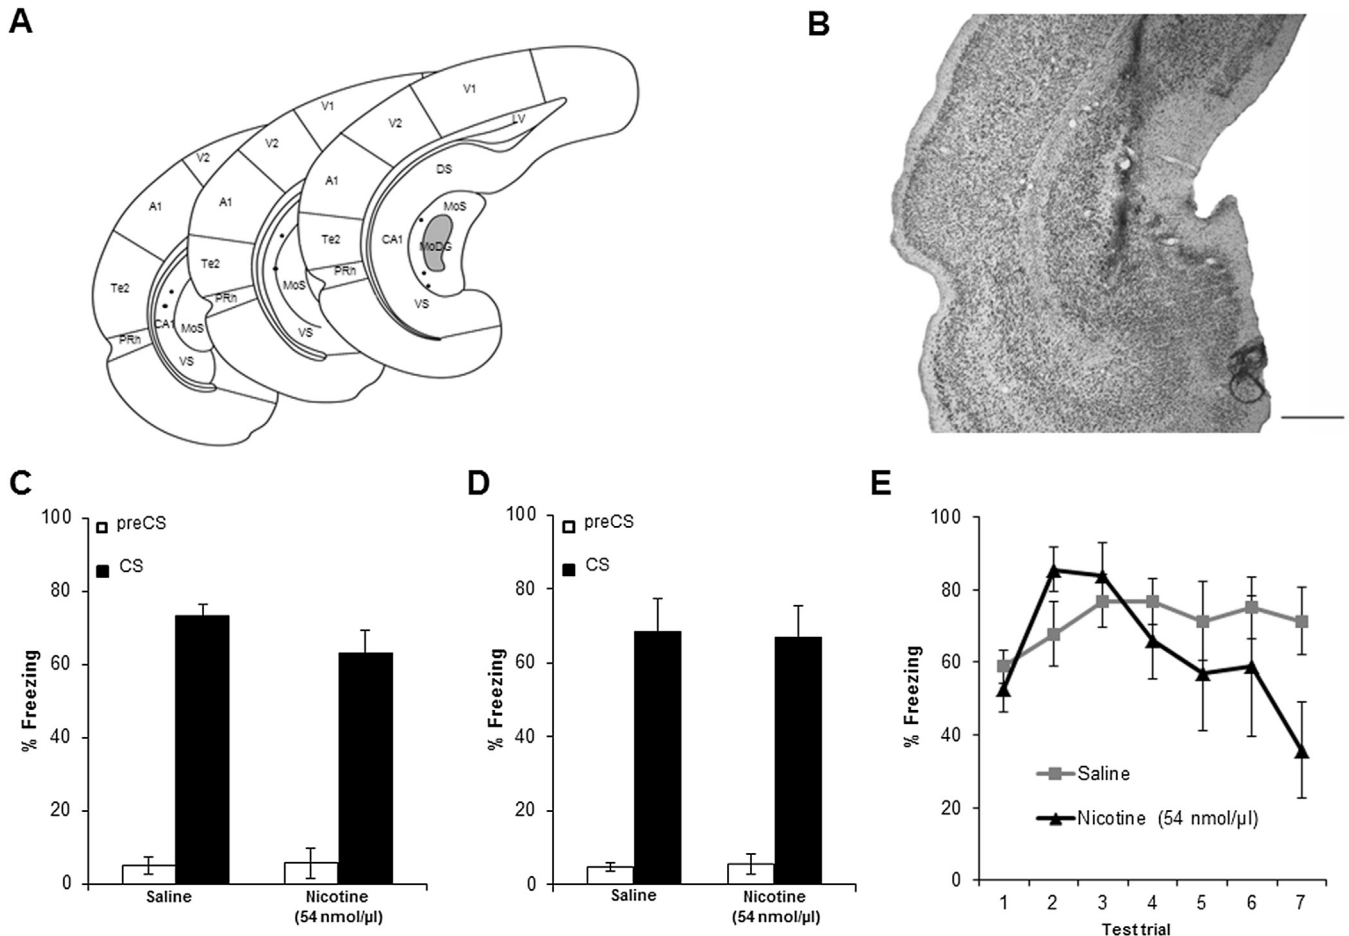 A
V1
V1
V2
LV
V2
V2
DS
A1
A1
A1
MoS
Te2
CA1
MoDG
Te2
Te2
PRh
MoS
PRh
VS
CA1
MoS
VS
PRh
VS
B
C
100
80
60
40
20
0
% Freezing
preCS
CS
Saline
Nicotine
(54 nmol/µl)
D
100
80
60
40
20
0
% Freezing
preCS
CS
Saline
Nicotine
(54 nmol/µl)
E
100
80
60
40
20
0
% Freezing
Saline
Nicotine (54 nmol/µl)
1 2 3 4 5 6 7
Test trial